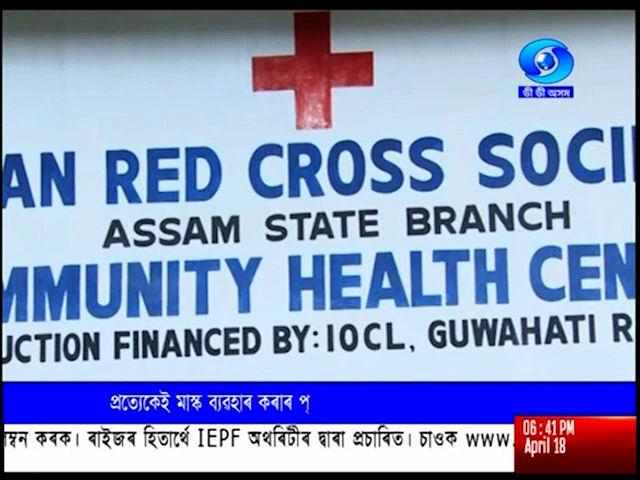 ডী ডী অসম
AN RED CROSS SOCI
ASSAM STATE BRANCH
MMUNITY HEALTH CEN
UCTION FINANCED BY: IOCL, GUWAHATI R
প্ৰত্যেকেই মাস্ক ব্যৱহাৰ কৰাৰ প্
ম্বন কৰক। ৰাইজৰ হিতাৰ্থে IEPF অথৰিটীৰ দ্বাৰা প্ৰচাৰিত। চাওক www.
06:41 PM
April 18